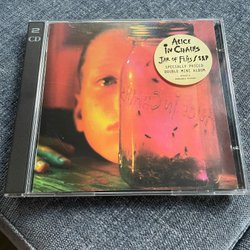 2
CD
ALICE
IN CHAINS
JAR OF FLIES/SAP
SPECIALLY PRICED
DOUBLE MINI ALBUM